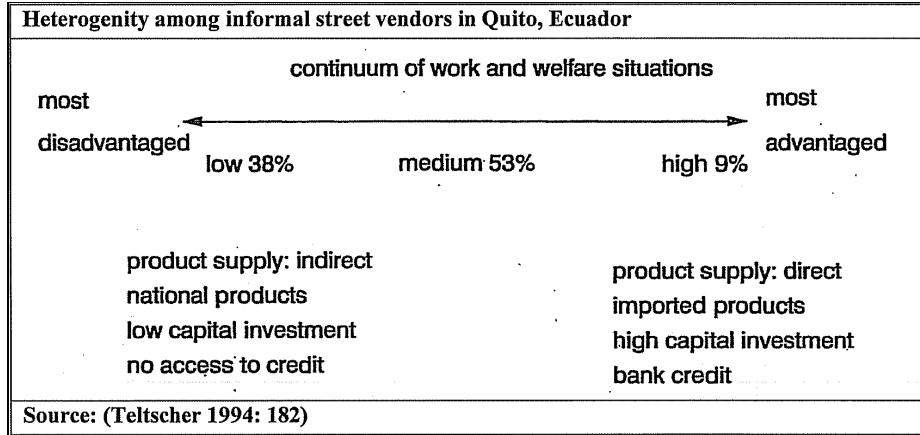 Heterogenity among informal street vendors in Quito, Ecuador
continuum of work and welfare situations
most
disadvantaged
most
advantaged
low 38%
medium 53%
high 9%
product supply: indirect
national products
low capital investment
no access to credit
product supply: direct
imported products
high capital investment
bank credit
Source: (Teltscher 1994: 182)